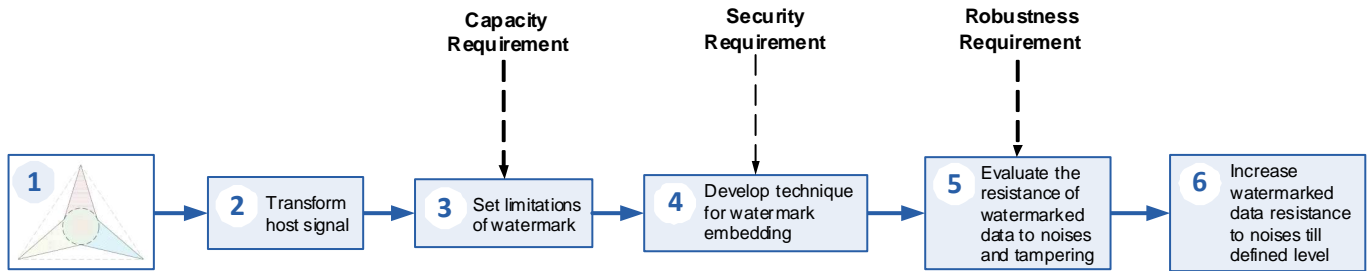 Capacity
Requirement
Security
Requirement
Robustness
Requirement
1
2
Transform
host signal
3
Set limitations
of watermark
4
Develop technique
for watermark
embedding
5
Evaluate the
resistance of
watermarked
data to noises
and tampering
6
Increase
watermarked
data resistance
to noises till
defined level